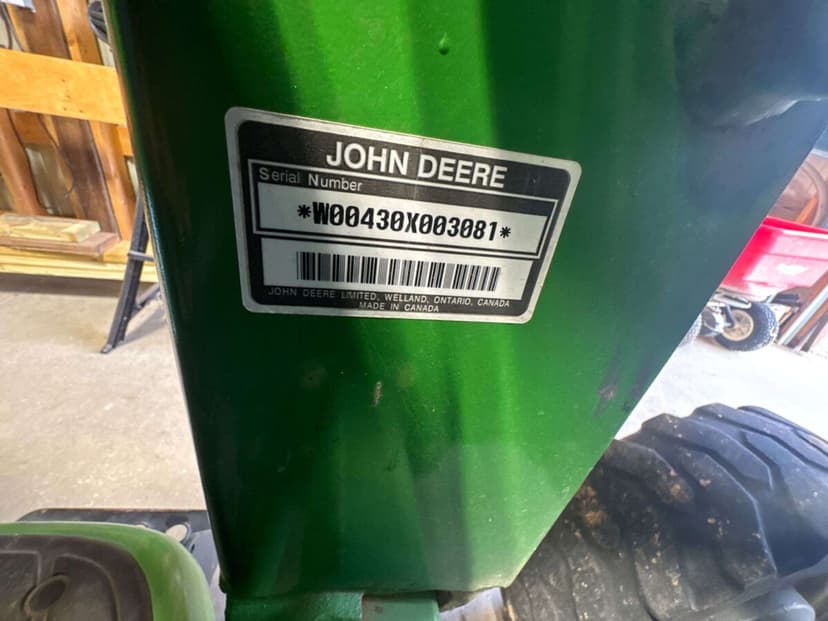 JOHN DEERE
Serial Number
*W00430X003081*
JOHN DEERE LIMITED, WELLAND, ONTARIO, CANADA
MADE IN CANADA